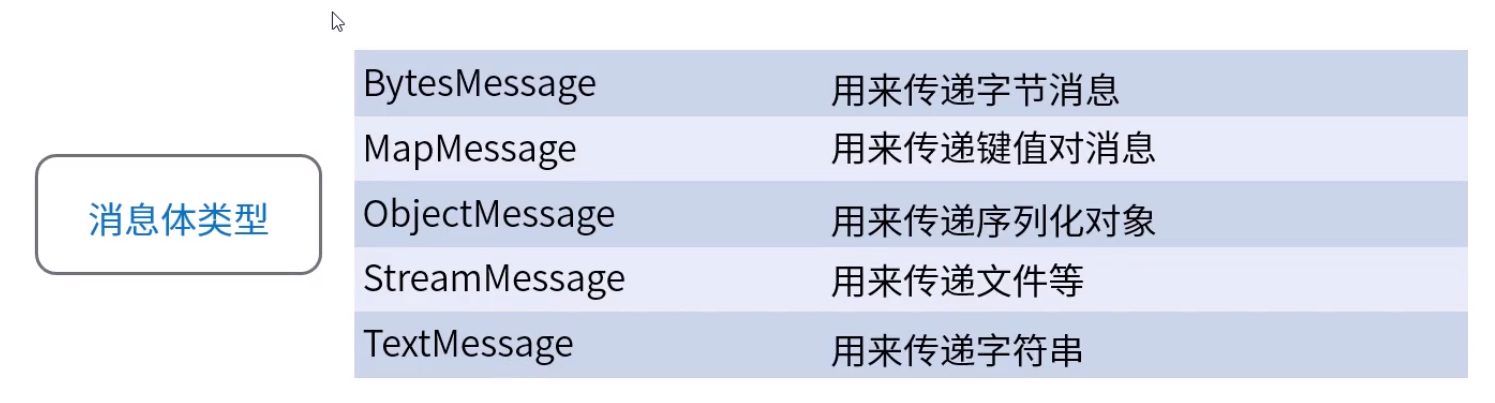 消息体类型
BytesMessage 用来传递字节消息
MapMessage 用来传递键值对消息
ObjectMessage 用来传递序列化对象
StreamMessage 用来传递文件等
TextMessage 用来传递字符串